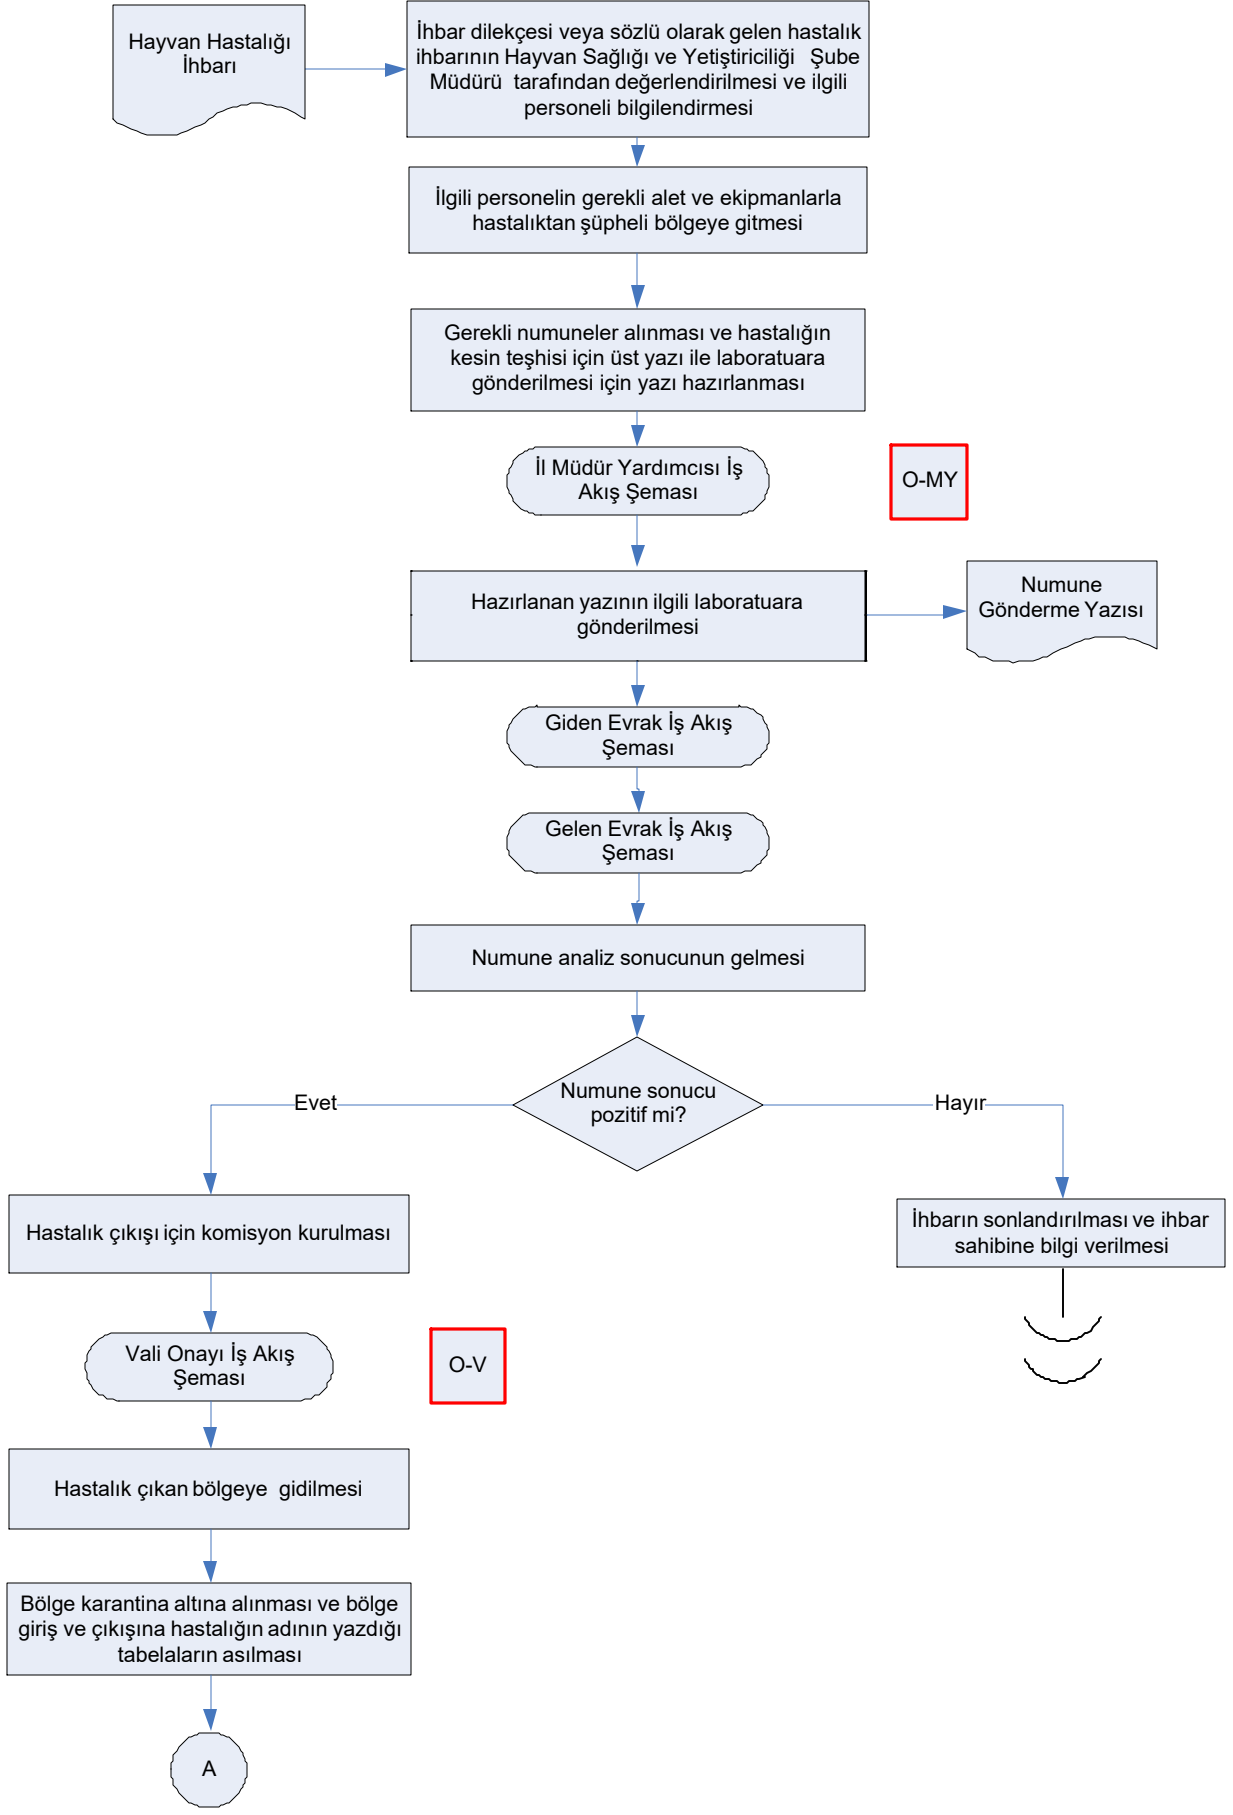 Hayvan Hastalığı
İhbarı
İhbar dilekçesi veya sözlü olarak gelen hastalık
ihbarının Hayvan Sağlığı ve Yetiştiriciliği Şube
Müdürü tarafından değerlendirilmesi ve ilgili
personeli bilgilendirmesi
İlgili personelin gerekli alet ve ekipmanlarla
hastalıktan şüpheli bölgeye gitmesi
Gerekli numuneler alınması ve hastalığın
kesin teşhisi için üst yazı ile laboratuara
gönderilmesi için yazı hazırlanması
İl Müdür Yardımcısı İş
Akış Şeması
O-MY
Hazırlanan yazının ilgili laboratuara
gönderilmesi
Numune
Gönderme Yazısı
Giden Evrak İş Akış
Şeması
Gelen Evrak İş Akış
Şeması
Numune analiz sonucunun gelmesi
Numune sonucu
pozitif mi?
Evet
Hayır
Hastalık çıkışı için komisyon kurulması
İhbarın sonlandırılması ve ihbar
sahibine bilgi verilmesi
Vali Onayı İş Akış
Şeması
O-V
Hastalık çıkan bölgeye gidilmesi
Bölge karantina altına alınması ve bölge
giriş ve çıkışına hastalığın adının yazdığı
tabelaların asılması
A